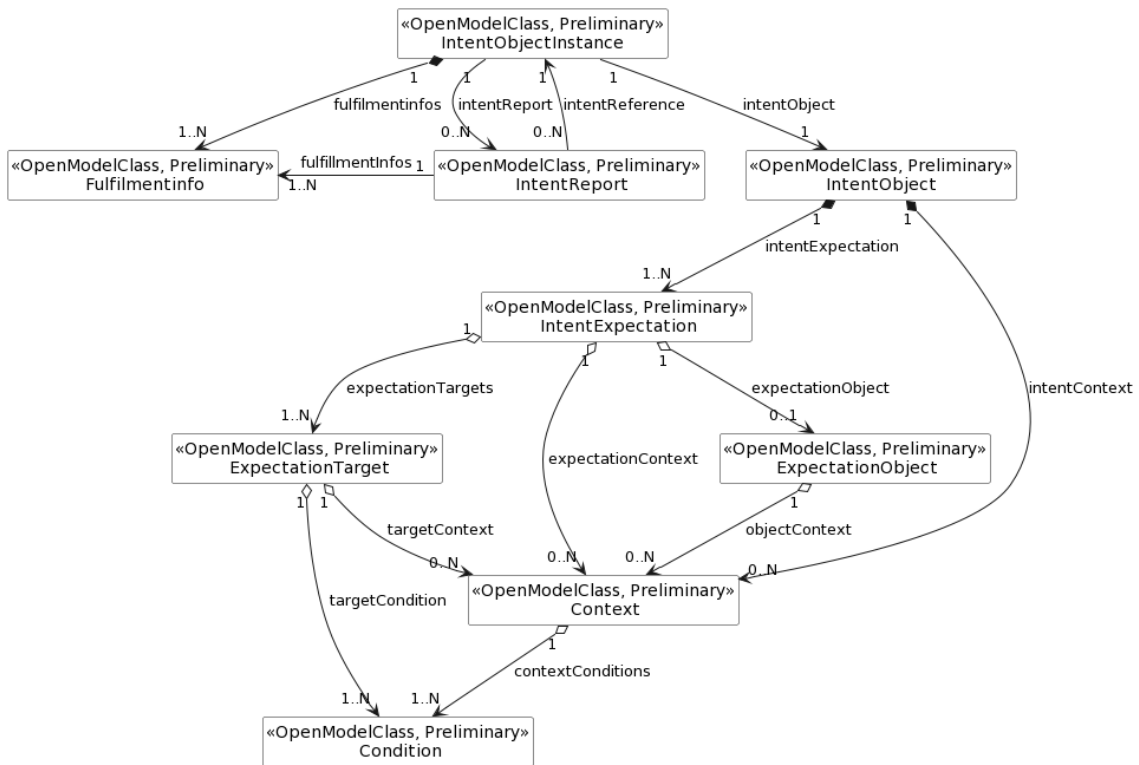 «OpenModelClass, Preliminary»
IntentObjectInstance
1
1
1
1
fulfilmentinfos
intentReport
intentReference
intentObject
1..N
0..N
0..N
1
«OpenModelClass, Preliminary»
FulfilmentInfo
fulfillmentInfos
1
1..N
«OpenModelClass, Preliminary»
IntentReport
«OpenModelClass, Preliminary»
IntentObject
1
1
intentExpectation
1..N
«OpenModelClass, Preliminary»
IntentExpectation
1
1
1
expectationTargets
expectationObject
intentContext
1..N
0..1
«OpenModelClass, Preliminary»
ExpectationTarget
expectationContext
«OpenModelClass, Preliminary»
ExpectationObject
1
1
1
targetContext
objectContext
0..N
0..N
0..N
0..N
«OpenModelClass, Preliminary»
Context
targetCondition
1
contextConditions
1..N
1..N
«OpenModelClass, Preliminary»
Condition